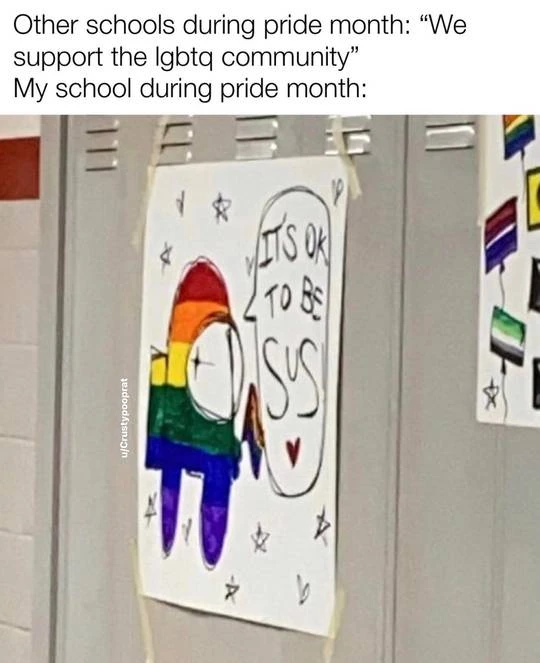 Other schools during pride month: “We
support the lgbtq community”
My school during pride month:
IT'S OK
TO BE
SUS
u/Crustypooprat